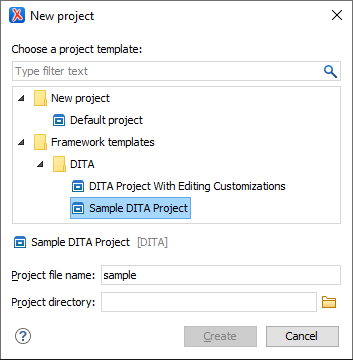 New project
Choose a project template:
Type filter text
New project
Default project
Framework templates
DITA
DITA Project With Editing Customizations
Sample DITA Project
Sample DITA Project [DITA]
Project file name: sample
Project directory:
? Create Cancel